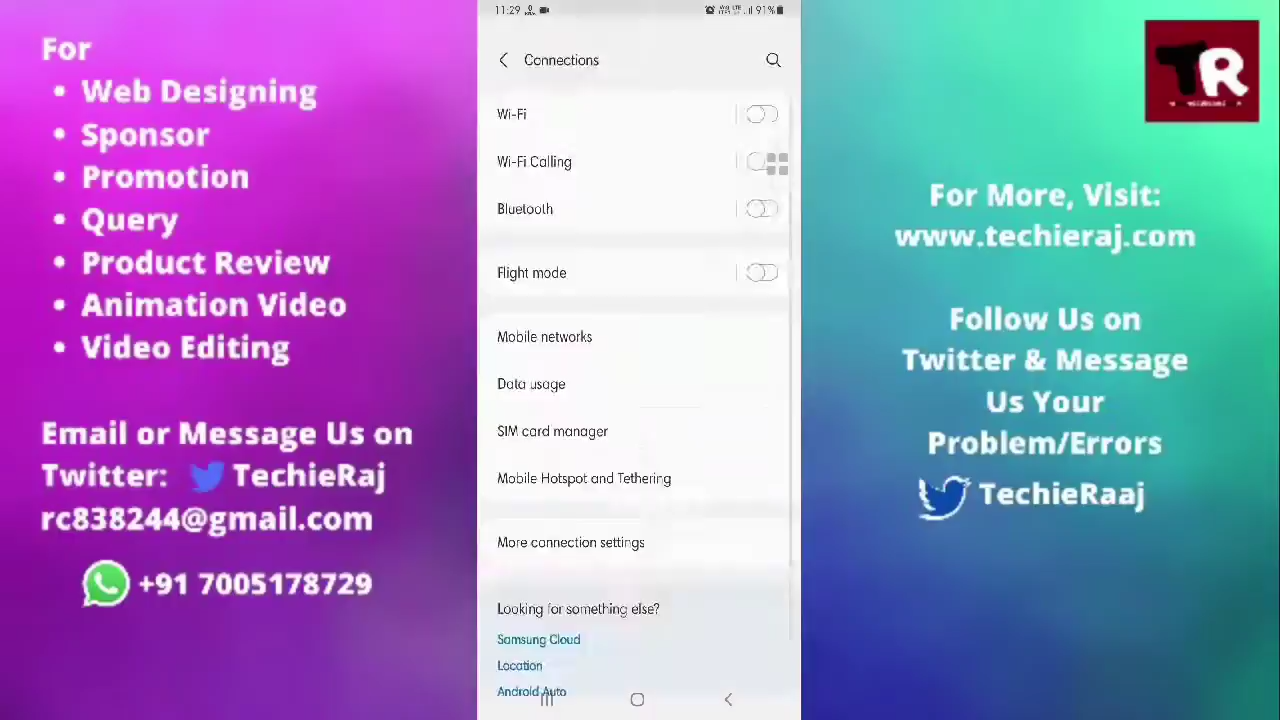 For
• Web Designing
• Sponsor
• Promotion
• Query
• Product Review
• Animation Video
• Video Editing
Email or Message Us on
Twitter: TechieRaj
rc838244@gmail.com
+91 7005178729
11:29
91%
Connections
Wi-Fi
Wi-Fi Calling
Bluetooth
Flight mode
Mobile networks
Data usage
SIM card manager
Mobile Hotspot and Tethering
More connection settings
Looking for something else?
Samsung Cloud
Location
Android Auto
TR
For More, Visit:
www.techieraj.com
Follow Us on
Twitter & Message
Us Your
Problem/Errors
TechieRaaj